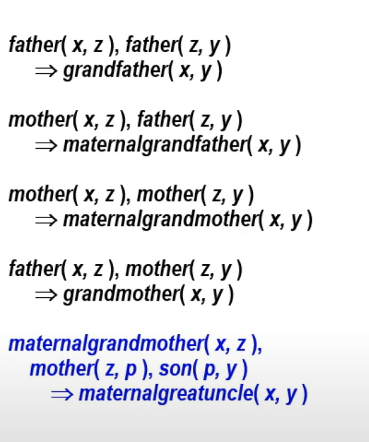 father( x, z ), father( z, y )
⇒ grandfather( x, y )
mother( x, z ), father( z, y )
⇒ maternalgrandfather( x, y )
mother( x, z ), mother( z, y )
⇒ maternalgrandmother( x, y )
father( x, z ), mother( z, y )
⇒ grandmother( x, y )
maternalgrandmother( x, z ),
mother( z, p ), son( p, y )
⇒ maternalgreatuncle( x, y )